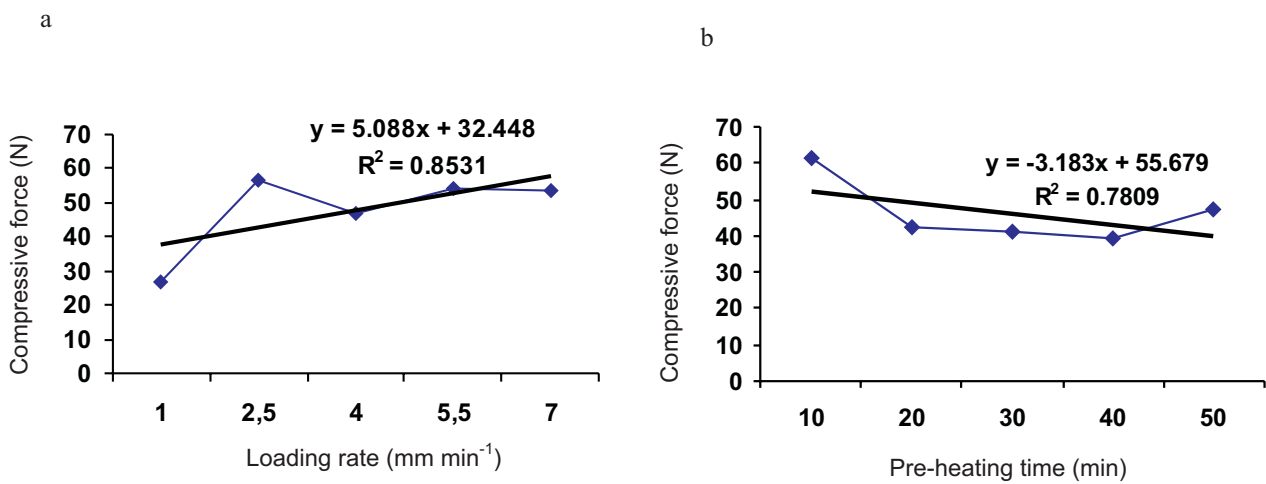 a
y = 5.088x + 32.448
R² = 0.8531
Compressive force (N)
70
60
50
40
30
20
10
0
1 2,5 4 5,5 7
Loading rate (mm min⁻¹)
b
y = -3.183x + 55.679
R² = 0.7809
Compressive force (N)
70
60
50
40
30
20
10
0
10 20 30 40 50
Pre-heating time (min)